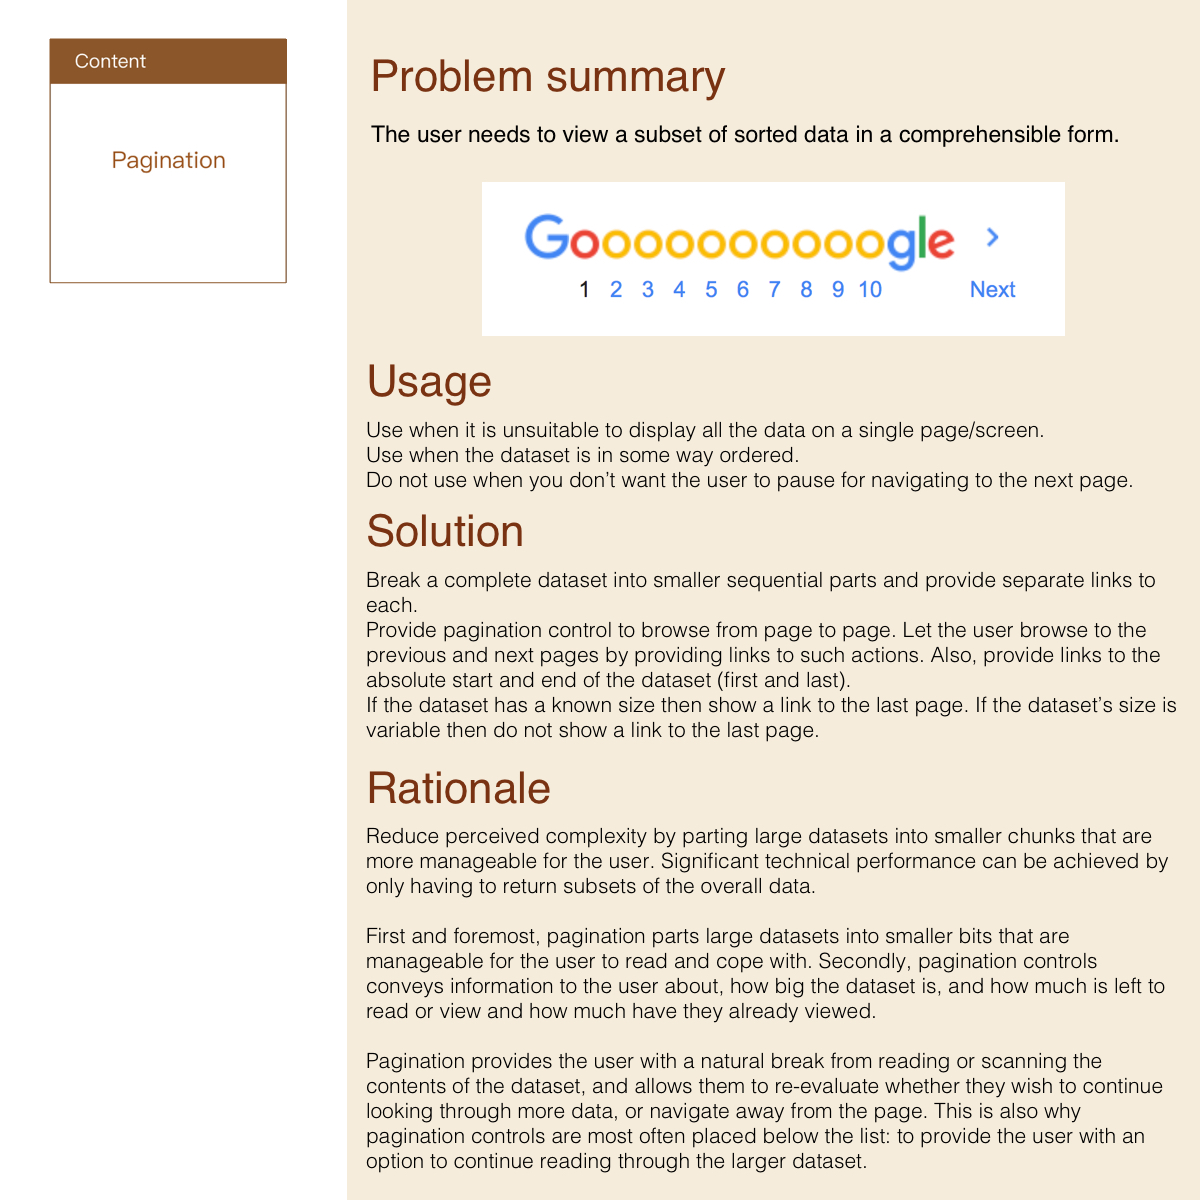 Content
Pagination
Problem summary
The user needs to view a subset of sorted data in a comprehensible form.
Goooooooooogle >
1 2 3 4 5 6 7 8 9 10 Next
Usage
Use when it is unsuitable to display all the data on a single page/screen.
Use when the dataset is in some way ordered.
Do not use when you don’t want the user to pause for navigating to the next page.
Solution
Break a complete dataset into smaller sequential parts and provide separate links to
each.
Provide pagination control to browse from page to page. Let the user browse to the
previous and next pages by providing links to such actions. Also, provide links to the
absolute start and end of the dataset (first and last).
If the dataset has a known size then show a link to the last page. If the dataset’s size is
variable then do not show a link to the last page.
Rationale
Reduce perceived complexity by parting large datasets into smaller chunks that are
more manageable for the user. Significant technical performance can be achieved by
only having to return subsets of the overall data.
First and foremost, pagination parts large datasets into smaller bits that are
manageable for the user to read and cope with. Secondly, pagination controls
conveys information to the user about, how big the dataset is, and how much is left to
read or view and how much have they already viewed.
Pagination provides the user with a natural break from reading or scanning the
contents of the dataset, and allows them to re-evaluate whether they wish to continue
looking through more data, or navigate away from the page. This is also why
pagination controls are most often placed below the list: to provide the user with an
option to continue reading through the larger dataset.